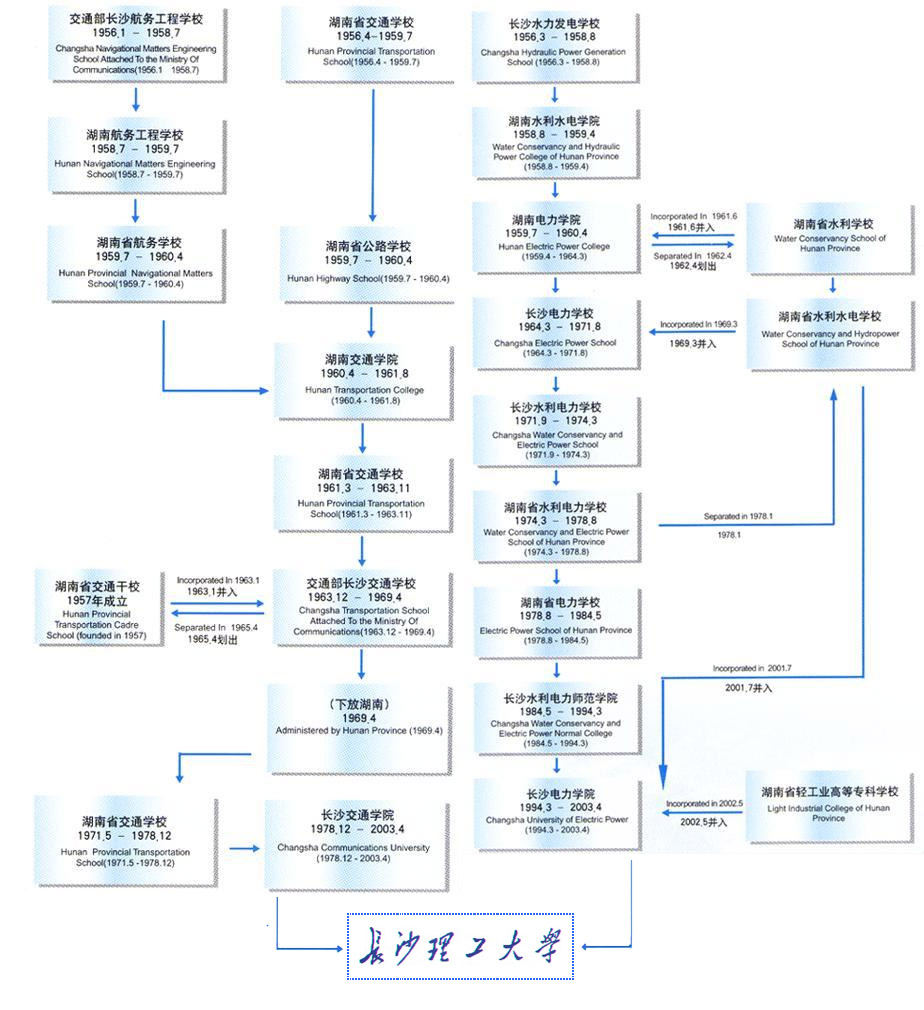 交通部长沙航务工程学校
1956.1 – 1958.7
Changsha Navigational Matters Engineering
School Attached To the Ministry Of
Communications(1956.1 1958.7)
湖南航务工程学校
1958.7 – 1959.7
Hunan Navigational Matters Engineering
School(1958.7 - 1959.7)
湖南省航务学校
1959.7 – 1960.4
Hunan Provincial Navigational Matters
School(1959.7 - 1960.4)
湖南省交通学校
1956.4–1959.7
Hunan Provincial Transportation
School(1956.4 - 1959.7)
湖南省公路学校
1959.7 – 1960.4
Hunan Highway School(1959.7 - 1960.4)
湖南交通学院
1960.4 – 1961.8
Hunan Transportation College
(1960.4 - 1961.8)
湖南省交通学校
1961.3 – 1963.11
Hunan Provincial Transportation
School(1961.3 - 1963.11)
湖南省交通干校
1957年成立
Hunan Provincial
Transportation Cadre
School (founded in 1957)
Incorporated In 1963.1
1963.1并入
Separated In 1965.4
1965.4划出
交通部长沙交通学校
1963.12 – 1969.4
Changsha Transportation School
Attached To the Ministry Of
Communications(1963.12 - 1969.4)
(下放湖南)
1969.4
Administered by Hunan Province (1969.4)
湖南省交通学校
1971.5 – 1978.12
Hunan Provincial Transportation
School(1971.5 -1978.12)
长沙交通学院
1978.12 – 2003.4
Changsha Communications University
(1978.12 - 2003.4)
长沙水力发电学校
1956.3 – 1958.8
Changsha Hydraulic Power Generation
School (1956.3 - 1958.8)
湖南水利水电学院
1958.8 – 1959.4
Water Conservancy and Hydraulic
Power College of Hunan Province
(1958.8 - 1959.4)
湖南电力学院
1959.7 – 1960.4
Hunan Electric Power College
(1959.4 - 1964.3)
Incorporated In 1961.6
1961.6并入
Separated In 1962.4
1962.4划出
湖南省水利学校
Water Conservancy School of
Hunan Province
长沙电力学校
1964.3 – 1971.8
Changsha Electric Power School
(1964.3 - 1971.8)
Incorporated In 1969.3
1969.3并入
湖南省水利水电学校
Water Conservancy and Hydropower
School of Hunan Province
长沙水利电力学校
1971.9 – 1974.3
Changsha Water Conservancy and
Electric Power School
(1971.9 - 1974.3)
湖南省水利电力学校
1974.3 – 1978.8
Water Conservancy and Electric Power
School of Hunan Province
(1974.3 - 1978.8)
Separated in 1978.1
1978.1
湖南省电力学校
1978.8 – 1984.5
Electric Power School of Hunan Province
(1978.8 - 1984.5)
长沙水利电力师范学院
1984.5 – 1994.3
Changsha Water Conservancy and
Electric Power Normal College
(1984.5 - 1994.3)
Incorporated in 2001.7
2001.7并入
长沙电力学院
1994.3 – 2003.4
Changsha University of Electric Power
(1994.3 - 2003.4)
Incorporated in 2002.5
2002.5并入
湖南省轻工业高等专科学校
Light Industrial College of Hunan
Province
長沙理工大學